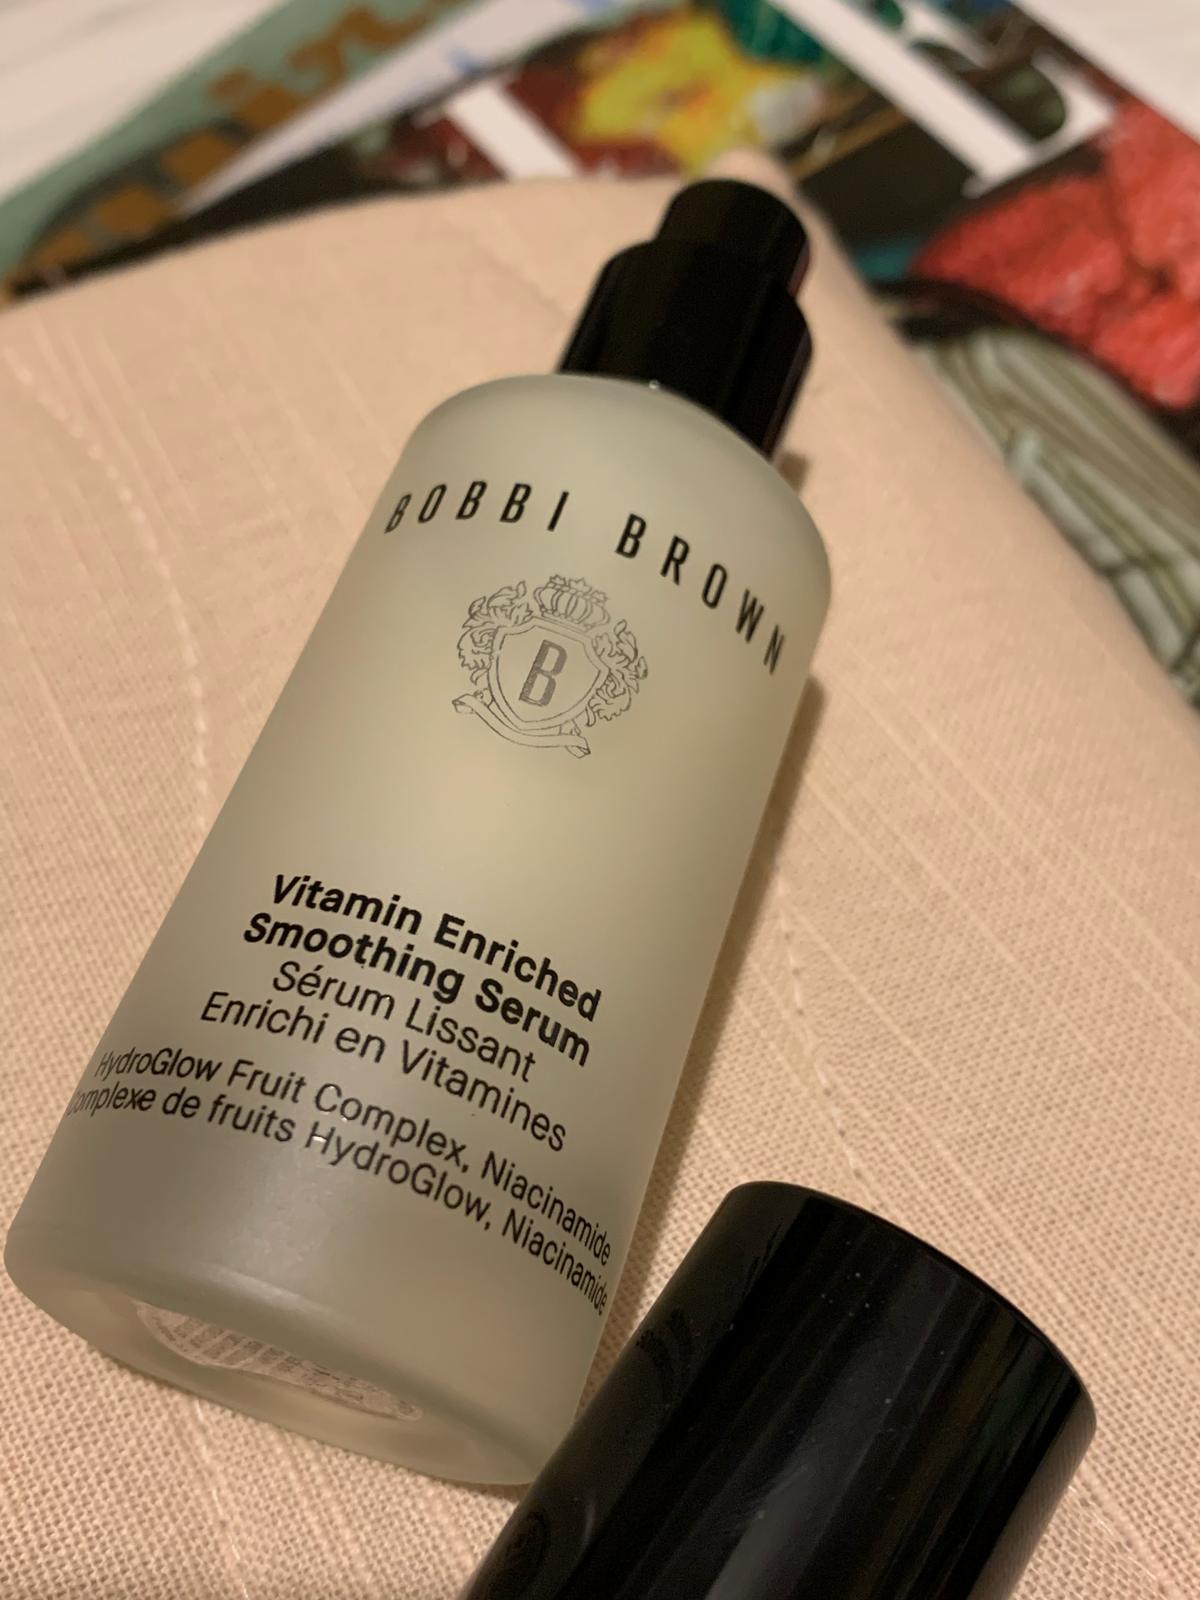 BOBBI BROWN
B
Vitamin Enriched
Smoothing Serum
Sérum Lissant
Enrichi en Vitamines
HydroGlow Fruit Complex, Niacinamide
Complexe de fruits HydroGlow, Niacinamide